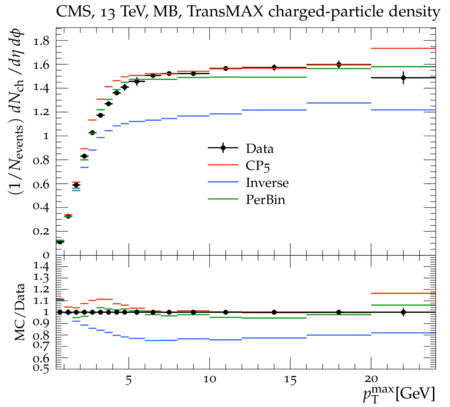 CMS, 13 TeV, MB, TransMAX charged-particle density
(1/N_events) dN_ch/dη dφ
1.6
1.4
1.2
1
0.8
0.6
0.4
0.2
0
Data
CP5
Inverse
PerBin
MC/Data
1.4
1.3
1.2
1.1
1
0.9
0.8
0.7
0.6
0.5
5 10 15 20
p_T^max[GeV]